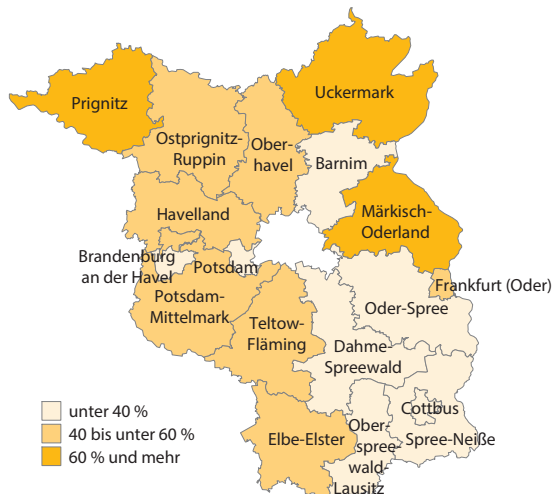 Prignitz
Uckermark
Ostprignitz-
Ruppin
Ober-
havel
Barnim
Havelland
Märkisch-
Oderland
Brandenburg
an der Havel
Potsdam
Frankfurt (Oder)
Potsdam-
Mittelmark
Oder-Spree
Teltow-
Fläming
Dahme-
Spreewald
Cottbus
Spree-Neiße
Elbe-Elster
Ober-
spree-
wald-
Lausitz
unter 40 %
40 bis unter 60 %
60 % und mehr